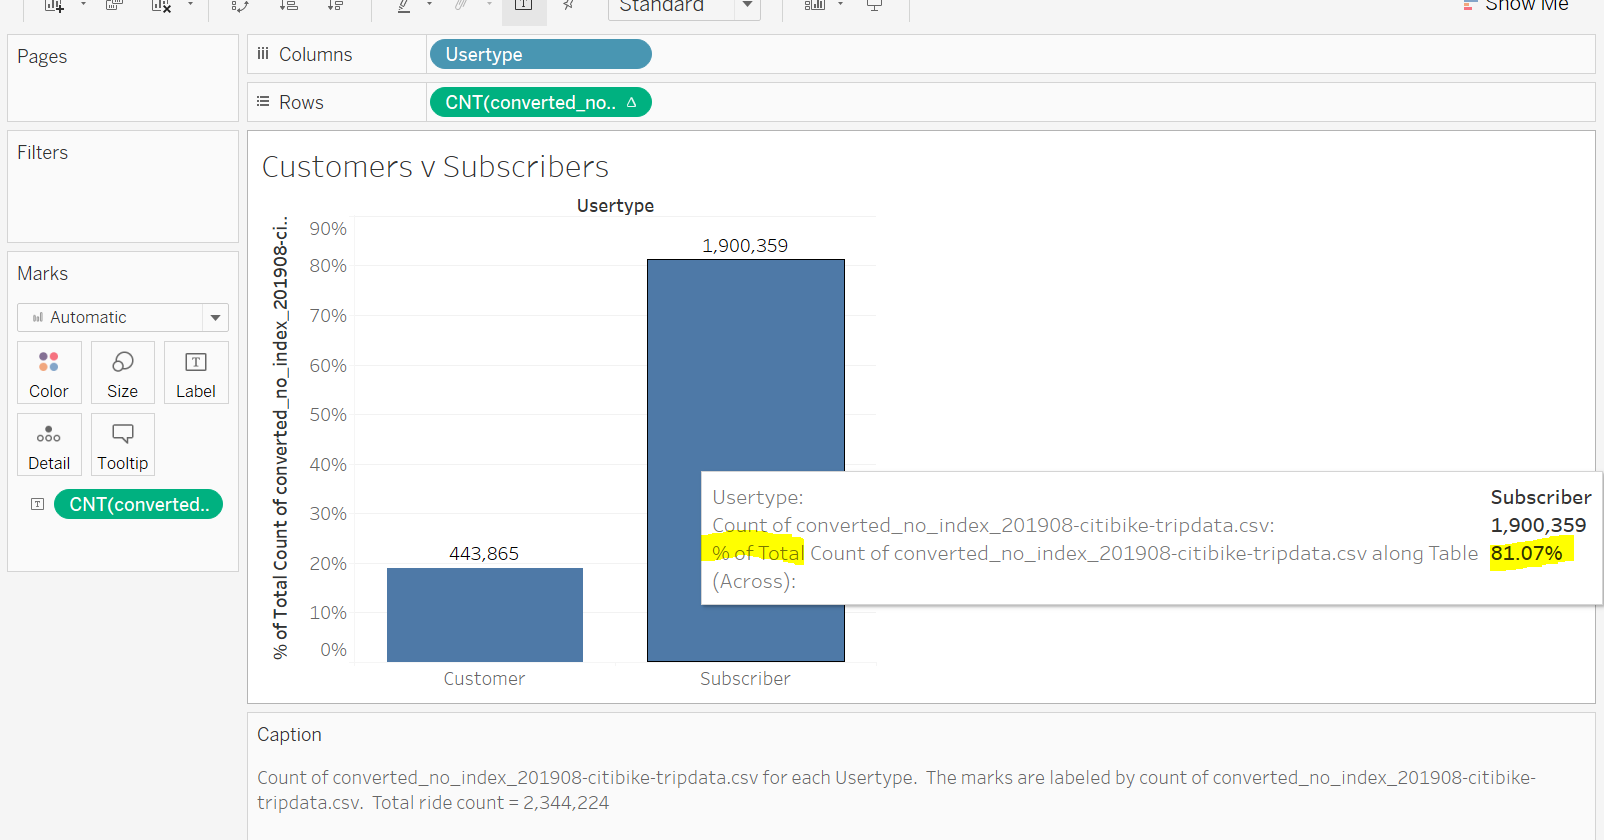 Standard
Show Me
Pages
Columns
Usertype
Rows
CNT(converted_no.. Δ
Filters
Customers v Subscribers
Usertype
% of Total Count of converted_no_index_201908-ci..
90%
80%
70%
60%
50%
40%
30%
20%
10%
0%
1,900,359
443,865
Customer
Subscriber
Marks
Automatic
Color
Size
T
Label
Detail
Tooltip
T
CNT(converted..
Usertype: Subscriber
Count of converted_no_index_201908-citibike-tripdata.csv: 1,900,359
% of Total Count of converted_no_index_201908-citibike-tripdata.csv along Table 81.07%
(Across):
Caption
Count of converted_no_index_201908-citibike-tripdata.csv for each Usertype.  The marks are labeled by count of converted_no_index_201908-citibike-
tripdata.csv.  Total ride count = 2,344,224